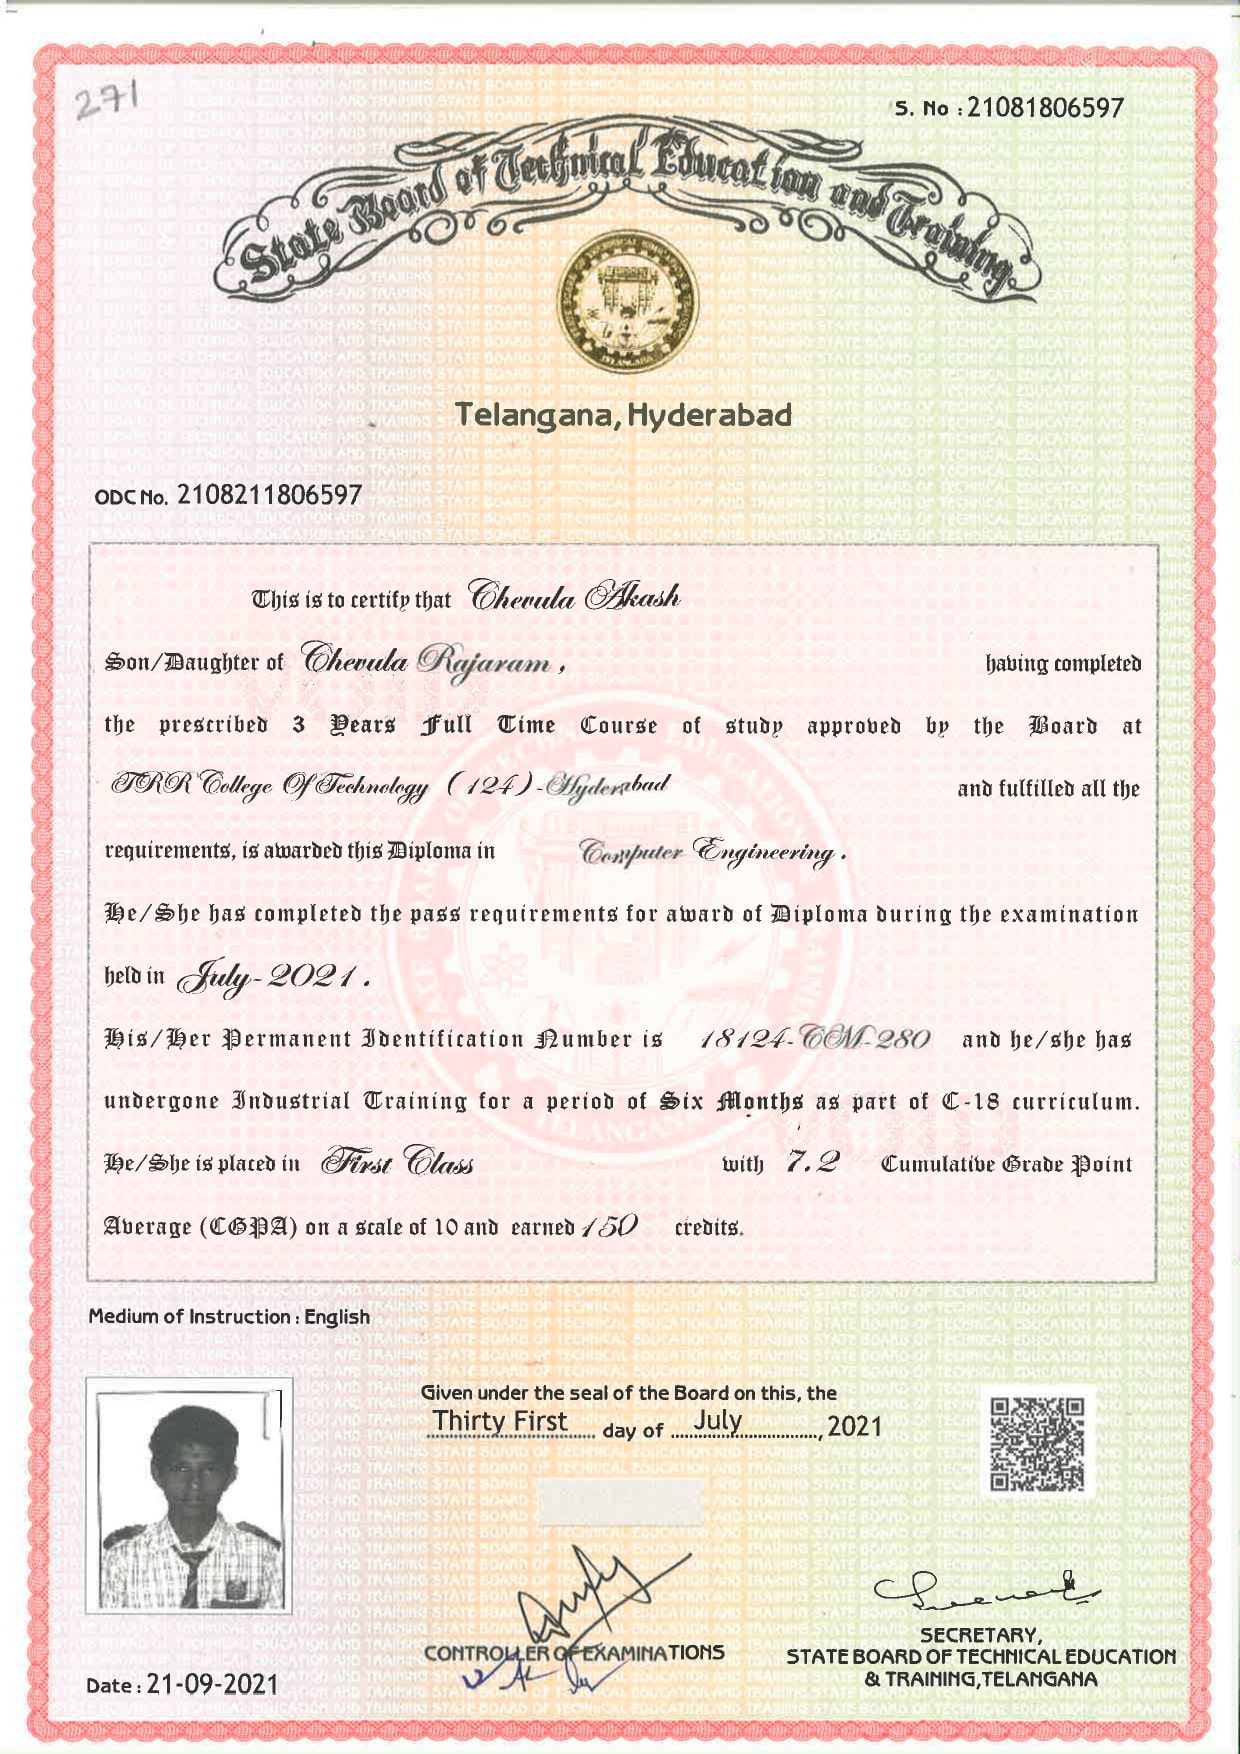 271
S. No : 21081806597
State Board of Technical Education and Training
Telangana, Hyderabad
ODC No. 2108211806597
This is to certify that Chevula Akash
Son/Daughter of Chevula Rajaram , having completed
the prescribed 3 Years Full Time Course of study approved by the Board at
TRR College Of Technology (124)-Hyderabad and fulfilled all the
requirements, is awarded this Diploma in Computer Engineering .
He/She has completed the pass requirements for award of Diploma during the examination
held in July-2021 .
His/Her Permanent Identification Number is 18124-CM-280 and he/she has
undergone Industrial Training for a period of Six Months as part of C-18 curriculum.
He/She is placed in First Class with 7.2 Cumulative Grade Point
Average (CGPA) on a scale of 10 and earned 150 credits.
Medium of Instruction : English
Given under the seal of the Board on this, the
Thirty First day of July, 2021
CONTROLLER OF EXAMINATIONS
SECRETARY,
STATE BOARD OF TECHNICAL EDUCATION
& TRAINING,TELANGANA
Date : 21-09-2021